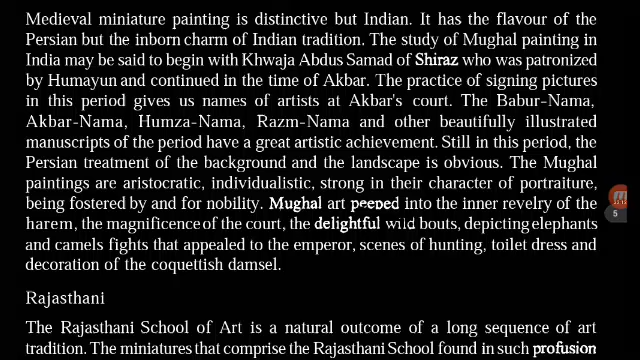 Medieval miniature painting is distinctive but Indian. It has the flavour of the
Persian but the inborn charm of Indian tradition. The study of Mughal painting in
India may be said to begin with Khwaja Abdus Samad of Shiraz who was patronized
by Humayun and continued in the time of Akbar. The practice of signing pictures
in this period gives us names of artists at Akbar's court. The Babur-Nama,
Akbar-Nama, Humza-Nama, Razm-Nama and other beautifully illustrated
manuscripts of the period have a great artistic achievement. Still in this period, the
Persian treatment of the background and the landscape is obvious. The Mughal
paintings are aristocratic, individualistic, strong in their character of portraiture,
being fostered by and for nobility. Mughal art peeped into the inner revelry of the
harem, the magnificence of the court, the delightful wild bouts, depicting elephants
and camels fights that appealed to the emperor, scenes of hunting, toilet dress and
decoration of the coquettish damsel.
Rajasthani
The Rajasthani School of Art is a natural outcome of a long sequence of art
tradition. The miniatures that comprise the Rajasthani School found in such profusion
5